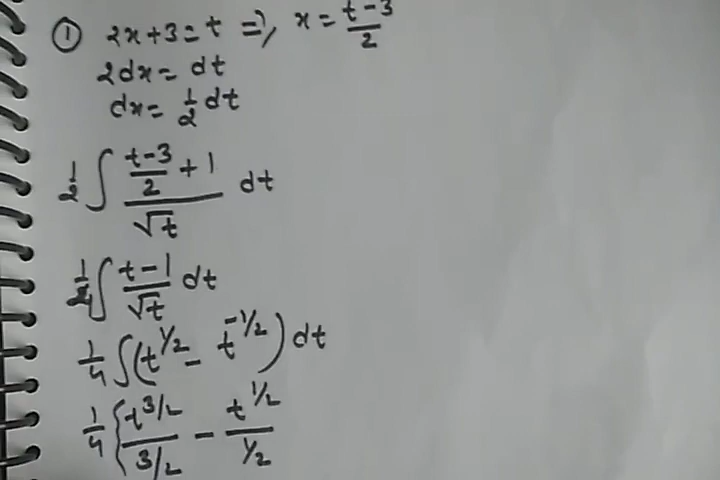 ① 2x+3=t ⇒, x = (t-3)/2
2dx = dt
dx = 1/2 dt
1/2 ∫ ((t-3)/2 + 1)/√t dt
1/4 ∫ (t-1)/√t dt
1/4 ∫(t^1/2 - t^-1/2) dt
1/4 { t^3/2/(3/2) - t^1/2/(1/2)